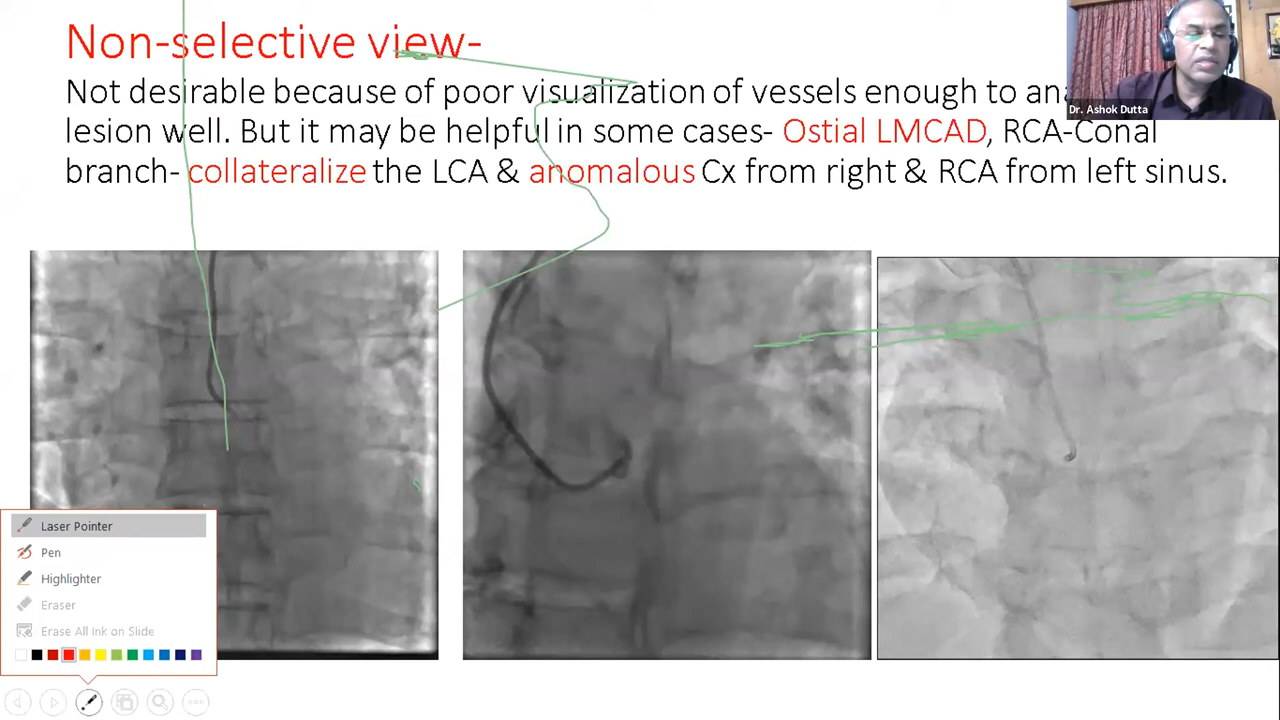 Non-selective view-
Not desirable because of poor visualization of vessels enough to
lesion well. But it may be helpful in some cases- Ostial LMCAD, RCA-Conal
branch- collateralize the LCA & anomalous Cx from right & RCA from left sinus.
Dr. Ashok Dutta
Laser Pointer
Pen
Highlighter
Eraser
Erase All Ink on Slide